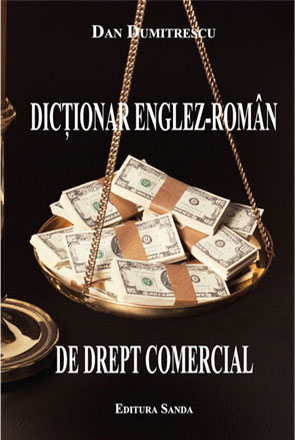 DAN DUMITRESCU
DICȚIONAR ENGLEZ-ROMÂN
DE DREPT COMERCIAL
EDITURA SANDA